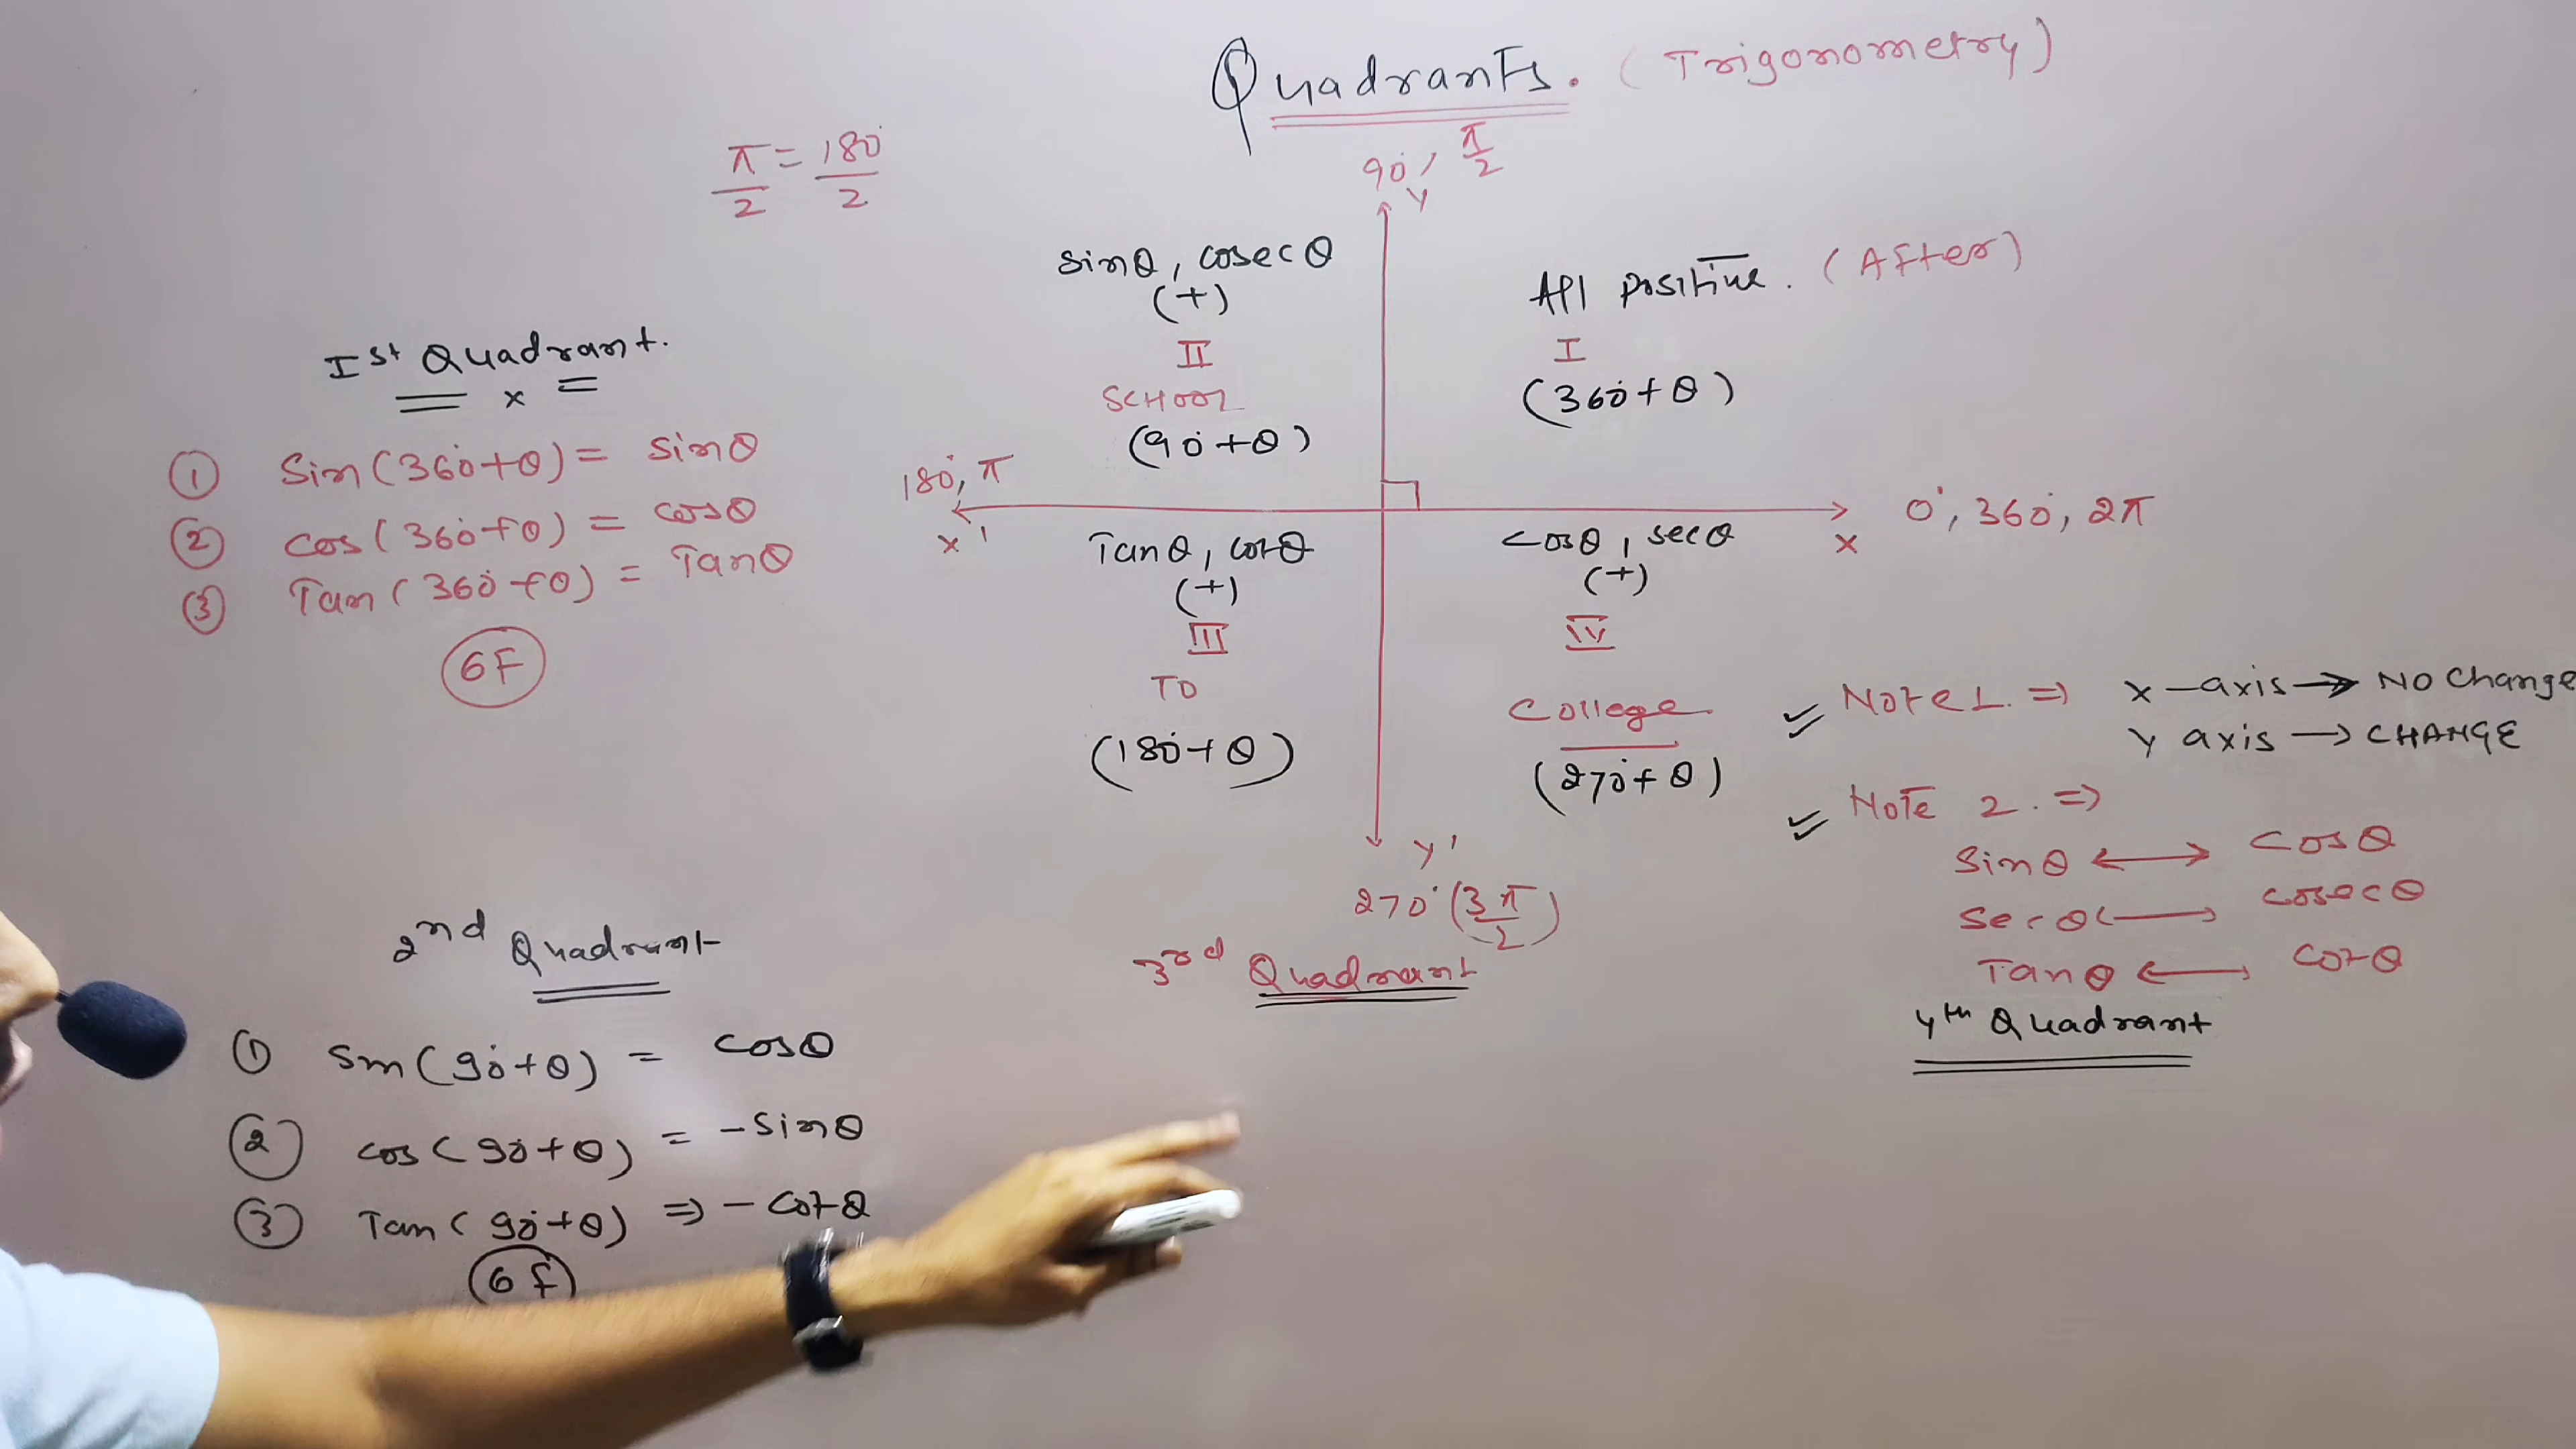 Quadrants. (Trigonometry)
π/2 = 180°/2
90°, π/2
Y
Sinθ, cosecθ
(+)
II
SCHOOL
(90°+θ)
All positive. (After)
I
(360°+θ)
180°, π
X'
0°, 360°, 2π
X
Tanθ, cotθ
(+)
III
TO
(180°+θ)
cosθ, secθ
(+)
IV
College
(270°+θ)
Y'
270° (3π/2)
Ist Quadrant.
x
① Sin(360°+θ) = Sinθ
② cos(360°+θ) = cosθ
③ Tan(360°+θ) = Tanθ
6F
✓ Note 1. ⇒ X-axis → NO Change
Y axis → CHANGE
✓ Note 2. ⇒
Sinθ ↔ Cosθ
Secθ ↔ cosecθ
Tanθ ↔ Cotθ
2nd Quadrant
① Sin(90°+θ) = cosθ
② cos(90°+θ) = -Sinθ
③ Tan(90°+θ) ⇒ -Cotθ
6F
3rd Quadrant
4th Quadrant